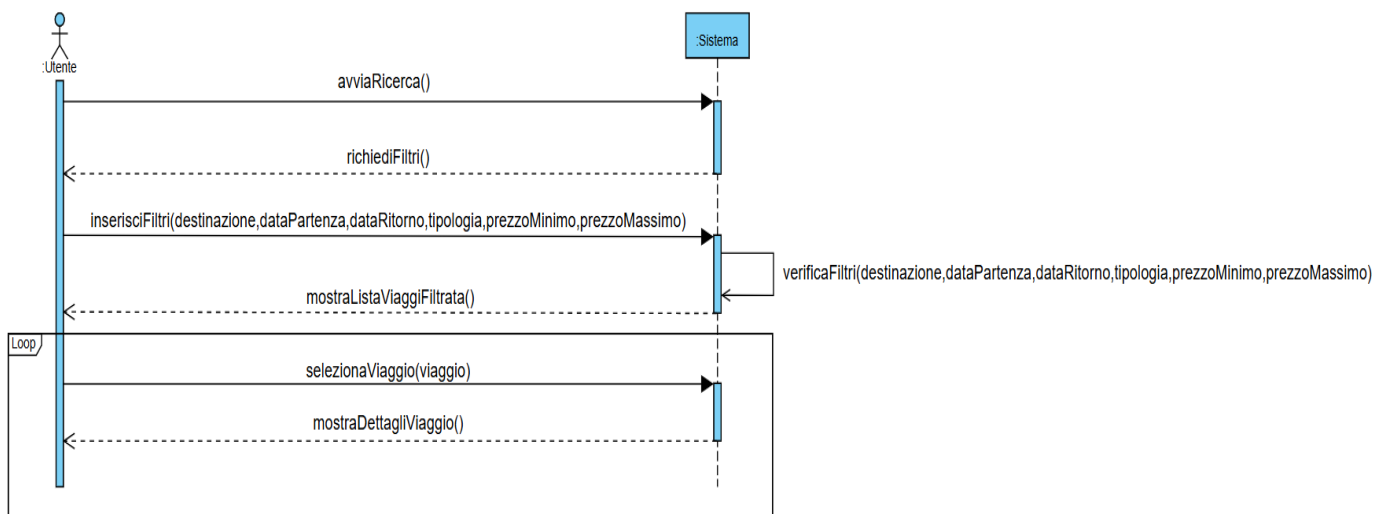 :Utente
:Sistema
avviaRicerca()
richiediFiltri()
inserisciFiltri(destinazione,dataPartenza,dataRitorno,tipologia,prezzoMinimo,prezzoMassimo)
verificaFiltri(destinazione,dataPartenza,dataRitorno,tipologia,prezzoMinimo,prezzoMassimo)
mostraListaViaggiFiltrata()
Loop
selezionaViaggio(viaggio)
mostraDettagliViaggio()